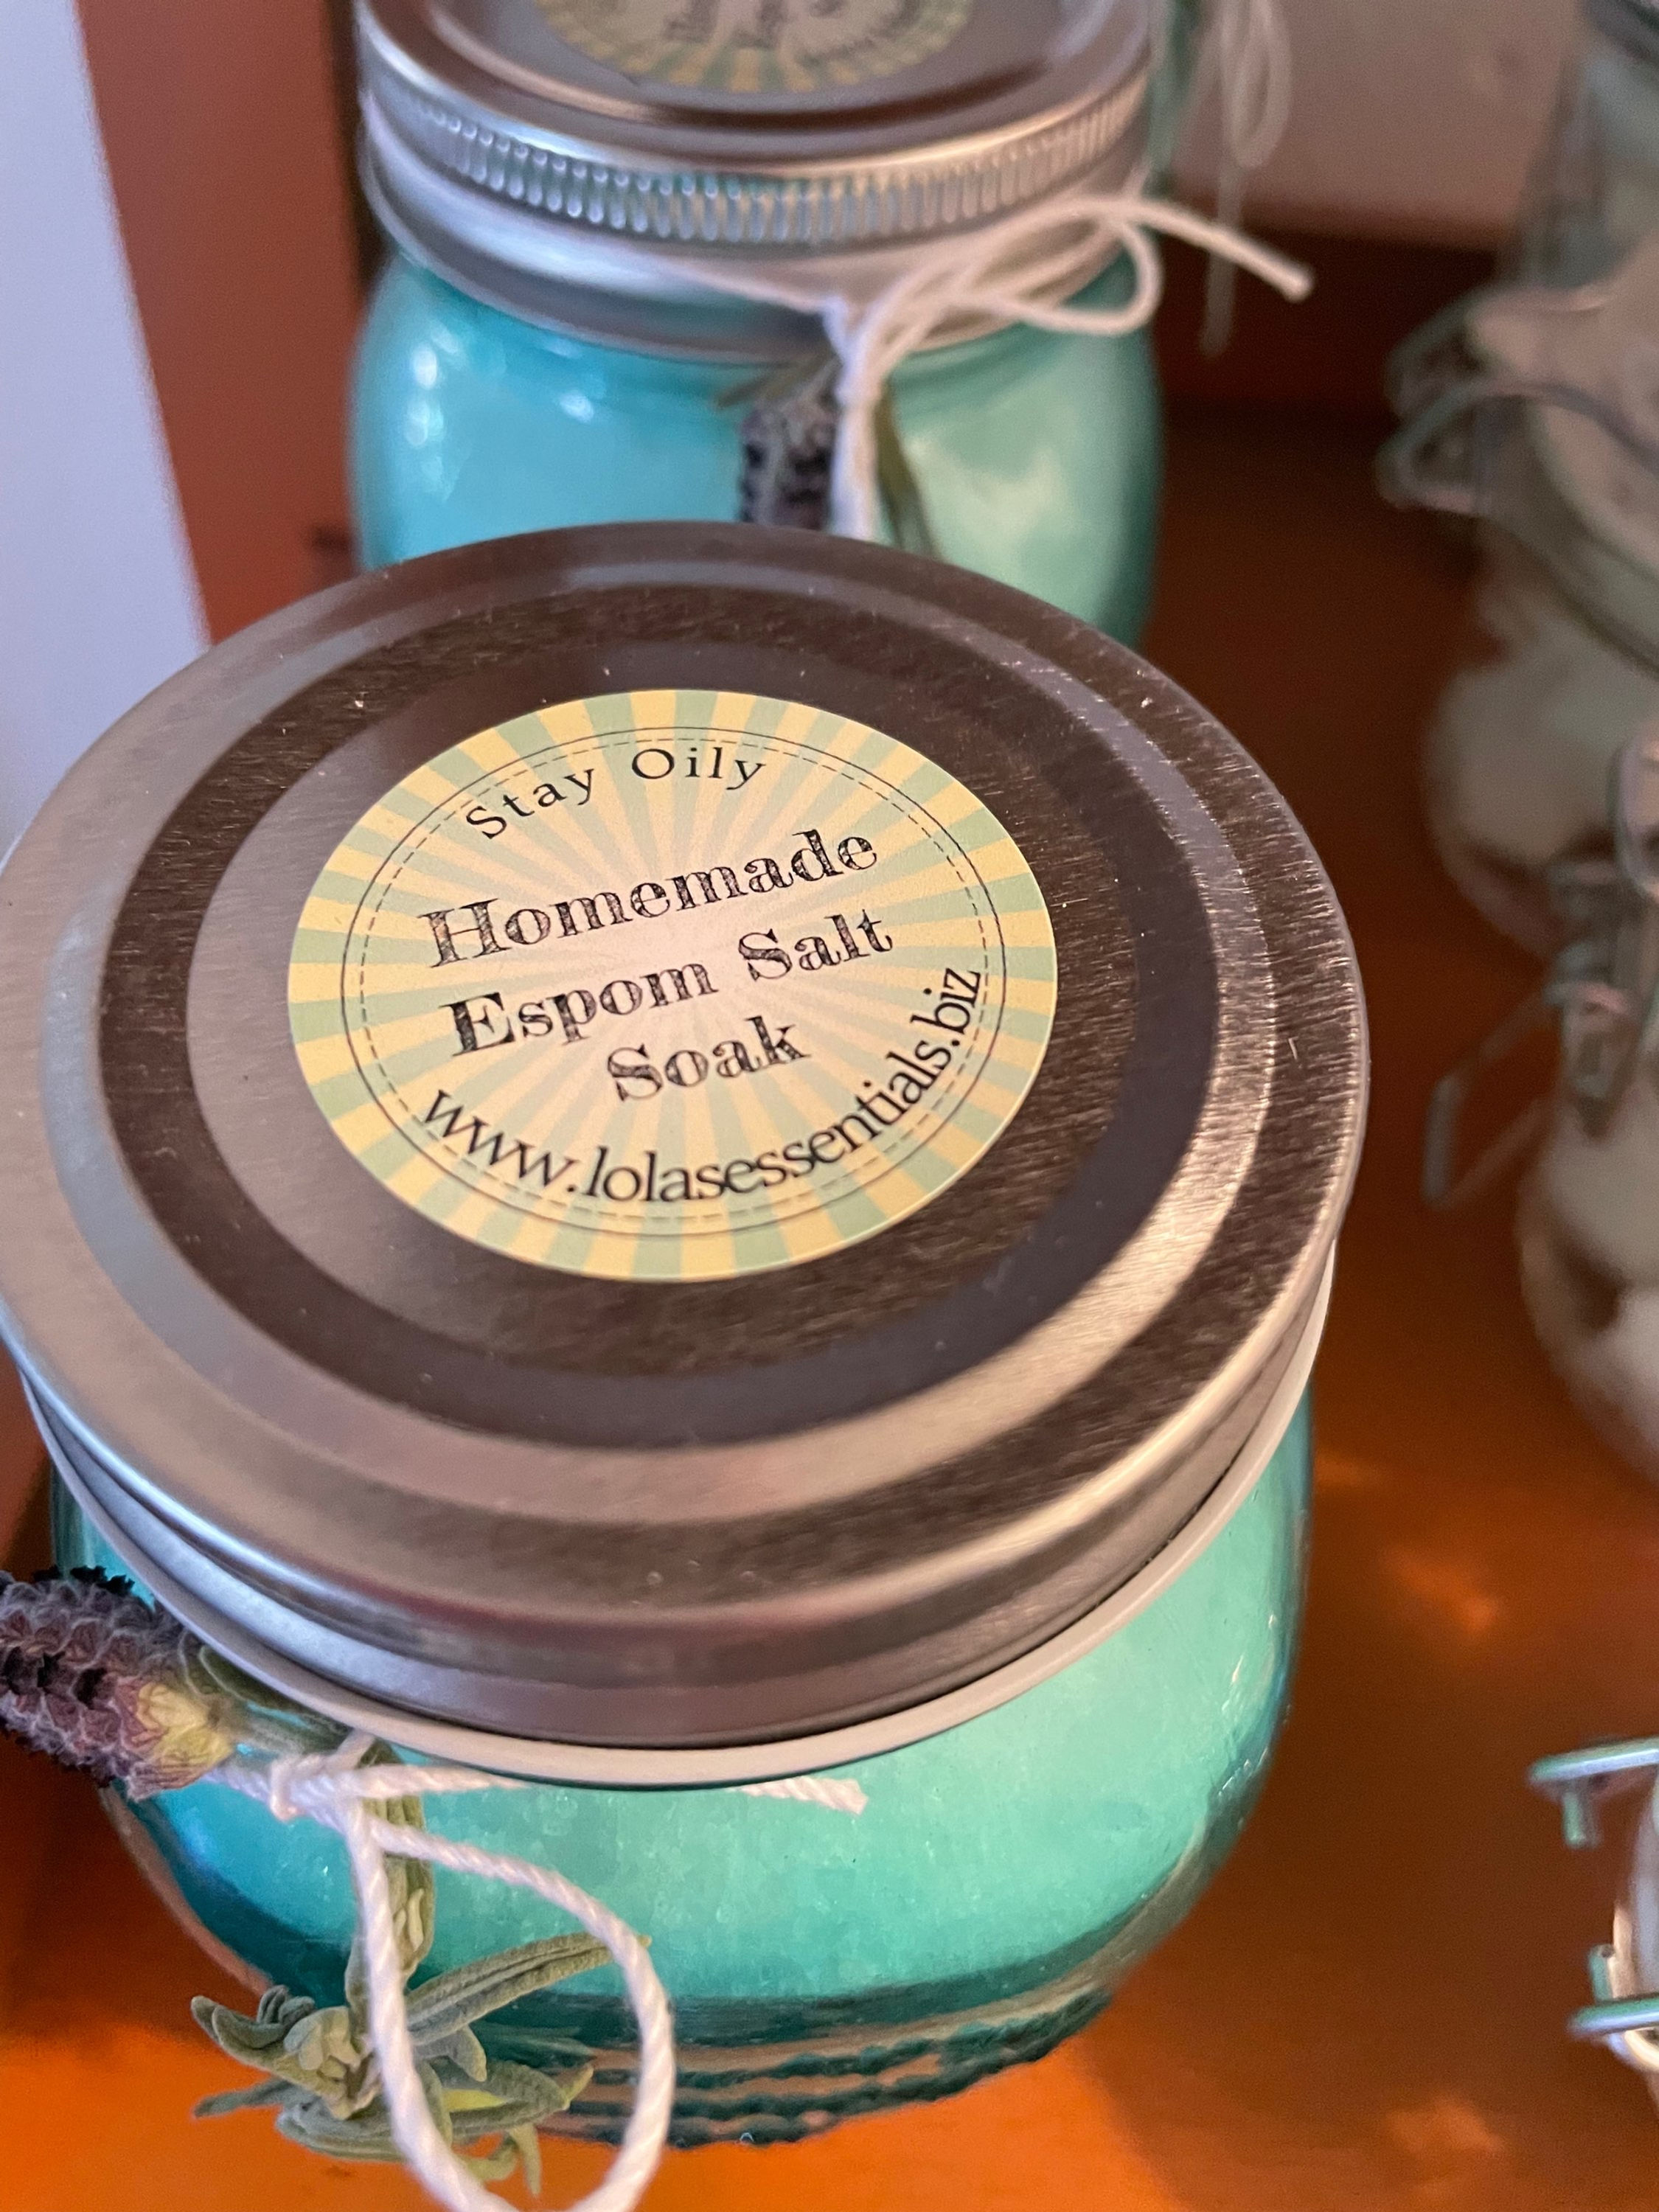 Stay Oily
Homemade
Espom Salt
Soak
www.lolasessentials.biz